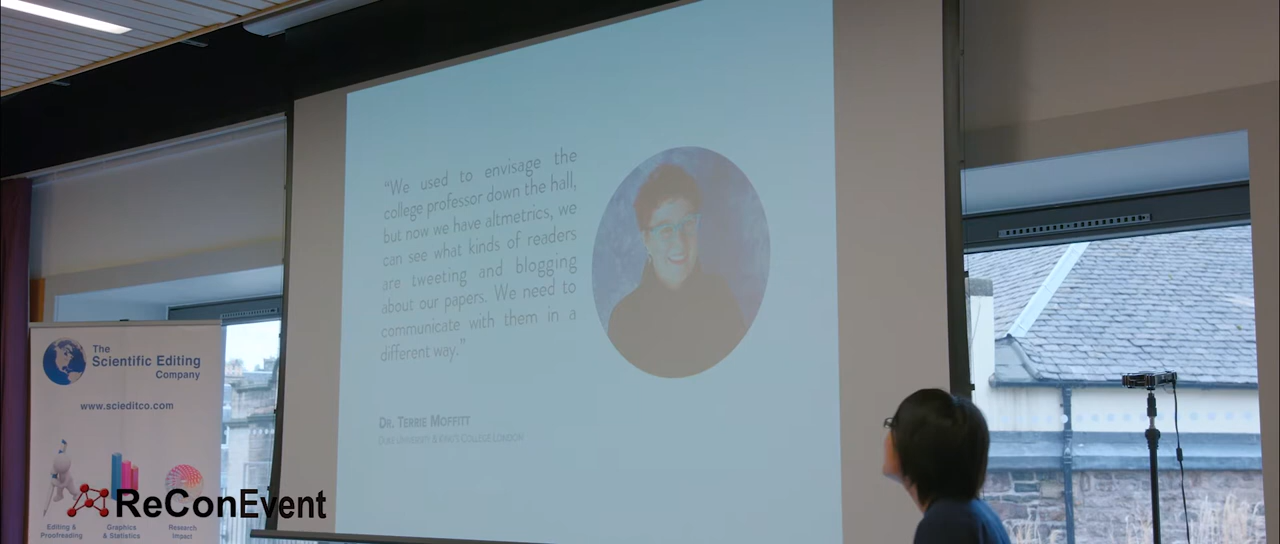 “We used to envisage the
college professor down the hall,
but now we have altmetrics, we
can see what kinds of readers
are tweeting and blogging
about our papers. We need to
communicate with them in a
different way.”
DR. TERRIE MOFFITT
DUKE UNIVERSITY & KING'S COLLEGE LONDON
The
Scientific Editing
Company
www.scieditco.com
Editing &
Proofreading
Graphics
& Statistics
Research
Impact
ReConEvent